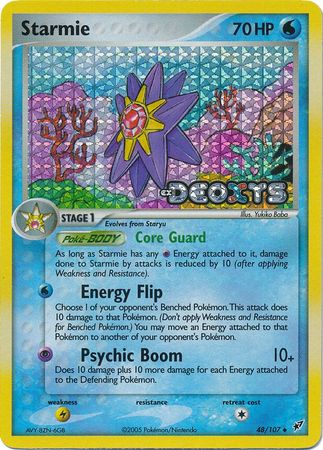 Starmie 70 HP
ex DEOXYS
Illus. Yukiko Baba
STAGE 1
Evolves from Staryu
Poké-BODY Core Guard
As long as Starmie has any Energy attached to it, damage
done to Starmie by attacks is reduced by 10 (after applying
Weakness and Resistance).
Energy Flip
Choose 1 of your opponent's Benched Pokémon. This attack does
10 damage to that Pokémon. (Don't apply Weakness and Resistance
for Benched Pokémon.) You may move an Energy attached to that
Pokémon to another of your opponent's Pokémon.
Psychic Boom 10+
Does 10 damage plus 10 more damage for each Energy attached
to the Defending Pokémon.
weakness resistance retreat cost
AVY-8ZN-6GB ©2005 Pokémon/Nintendo 48/107